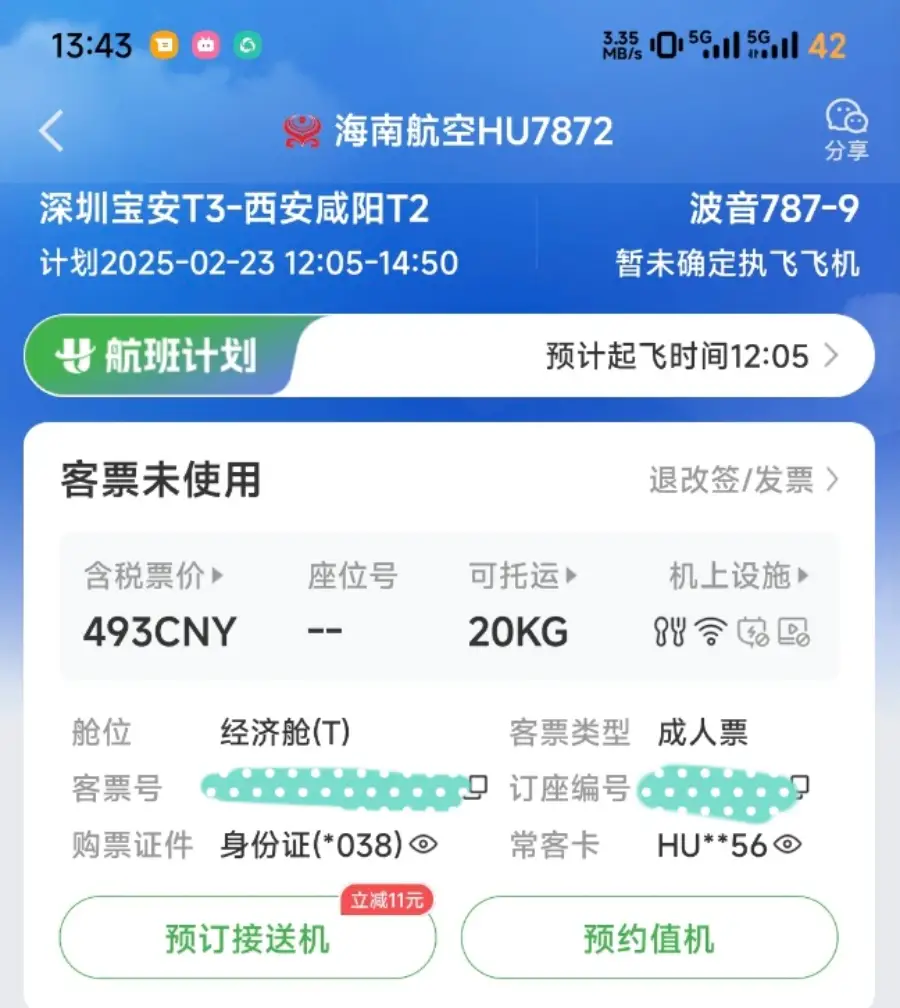 13:43
3.35 MB/s 5G 5G 42
海南航空HU7872
分享
深圳宝安T3-西安咸阳T2 波音787-9
计划2025-02-23 12:05-14:50 暂未确定执飞飞机
航班计划 预计起飞时间12:05
客票未使用 退改签/发票
含税票价 座位号 可托运 机上设施
493CNY -- 20KG
舱位 经济舱(T) 客票类型 成人票
客票号 订座编号
购票证件 身份证(*038) 常客卡 HU**56
立减11元
预订接送机 预约值机